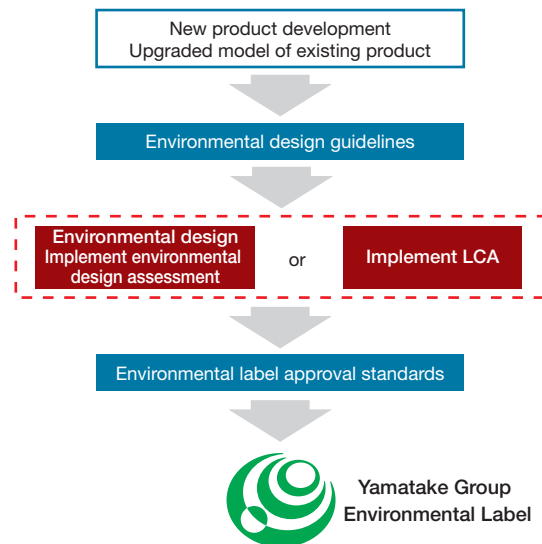 New product development
Upgraded model of existing product
Environmental design guidelines
Environmental design
Implement environmental
design assessment
or
Implement LCA
Environmental label approval standards
Yamatake Group
Environmental Label